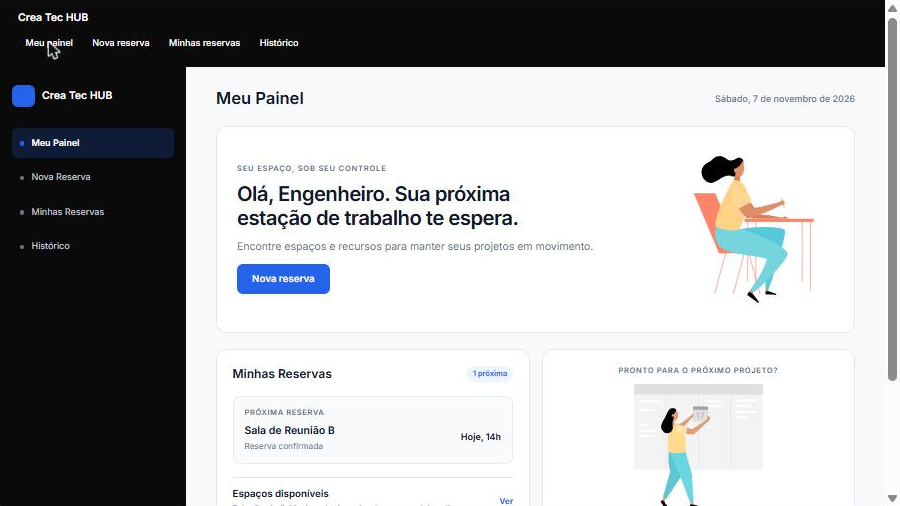 Crea Tec HUB
Meu painel Nova reserva Minhas reservas Histórico
Crea Tec HUB
Meu Painel
Nova Reserva
Minhas Reservas
Histórico
Meu Painel
Sábado, 7 de novembro de 2026
SEU ESPAÇO, SOB SEU CONTROLE
Olá, Engenheiro. Sua próxima
estação de trabalho te espera.
Encontre espaços e recursos para manter seus projetos em movimento.
Nova reserva
Minhas Reservas
1 próxima
PRÓXIMA RESERVA
Sala de Reunião B
Reserva confirmada
Hoje, 14h
Espaços disponíveis
Ver
PRONTO PARA O PRÓXIMO PROJETO?
17